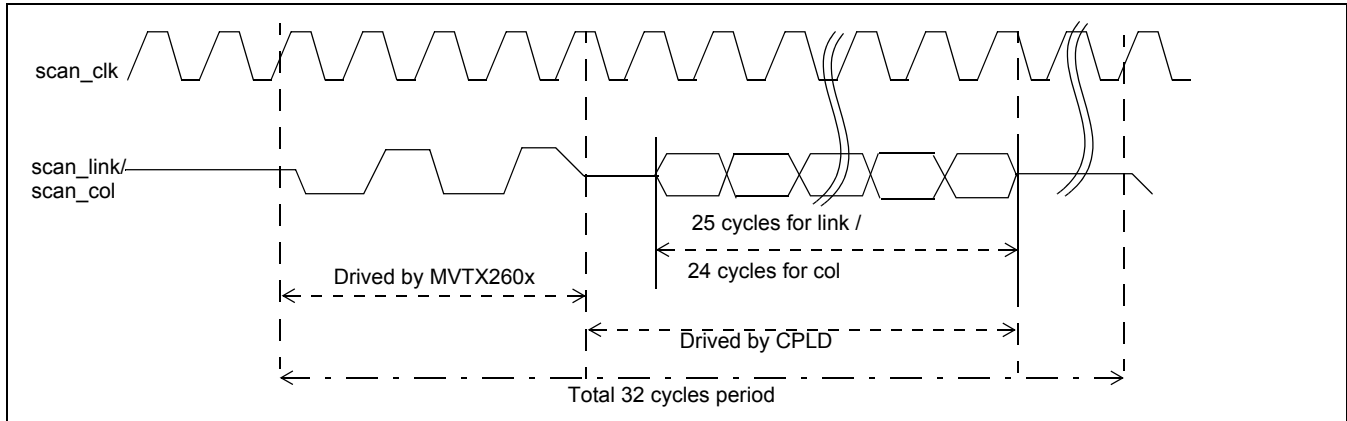 scan_clk
scan_link/
scan_col
25 cycles for link /
24 cycles for col
Drived by MVTX260x
Drived by CPLD
Total 32 cycles period